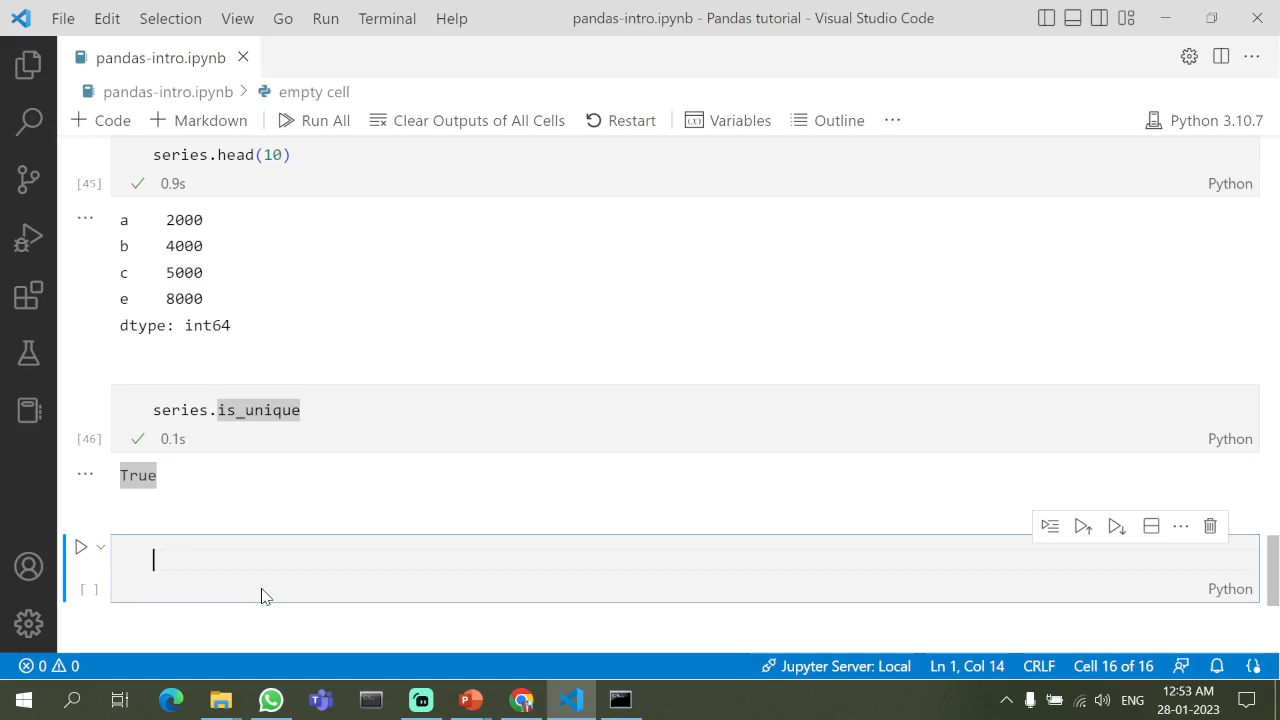 File Edit Selection View Go Run Terminal Help pandas-intro.ipynb - Pandas tutorial - Visual Studio Code
pandas-intro.ipynb
pandas-intro.ipynb > empty cell
Code Markdown Run All Clear Outputs of All Cells Restart Variables Outline ... Python 3.10.7
series.head(10)
[45] 0.9s Python
... a 2000
b 4000
c 5000
e 8000
dtype: int64
series.is_unique
[46] 0.1s Python
... True
[ ] Python
0 0 Jupyter Server: Local Ln 1, Col 14 CRLF Cell 16 of 16
ENG 12:53 AM
28-01-2023